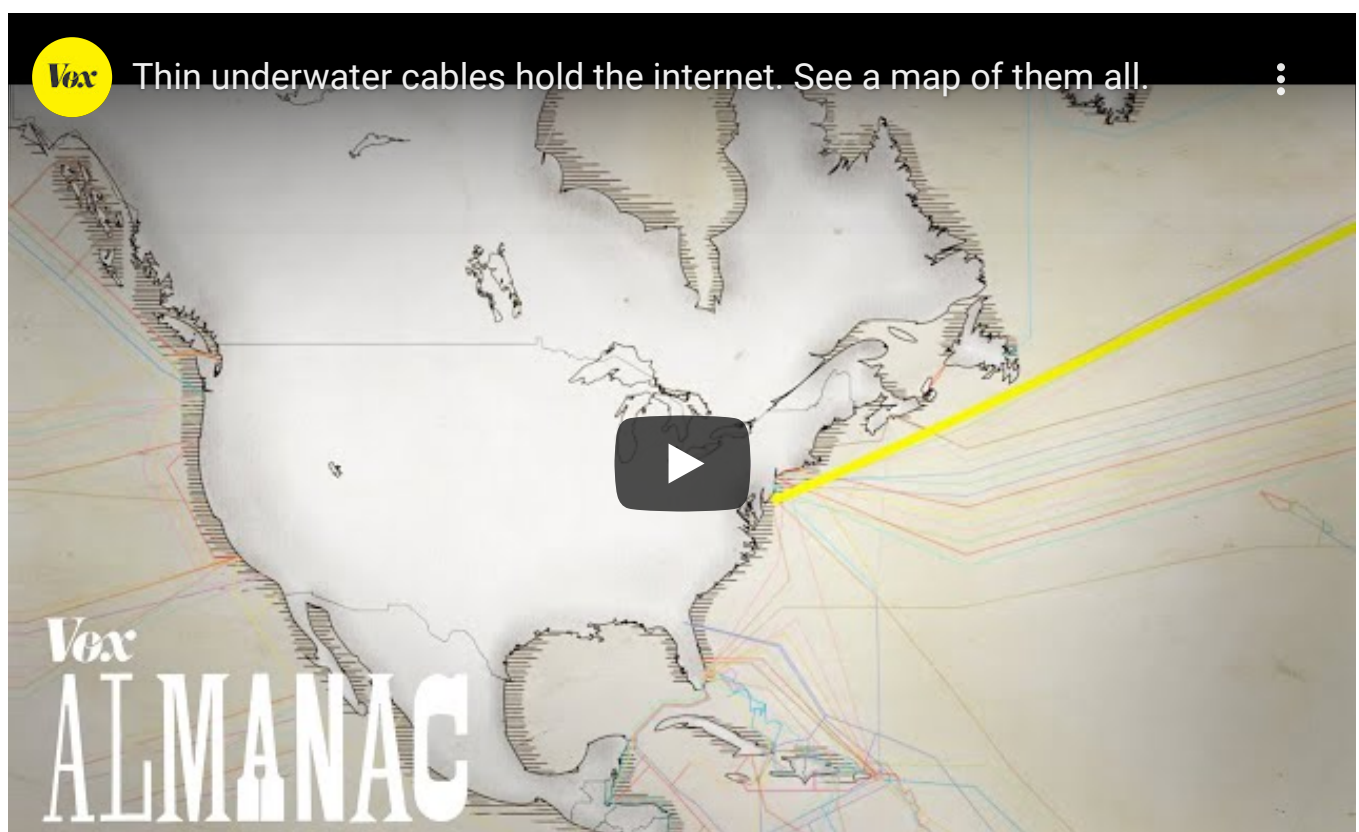 Vox
Thin underwater cables hold the internet. See a map of them all.
Vox
ALMANAC